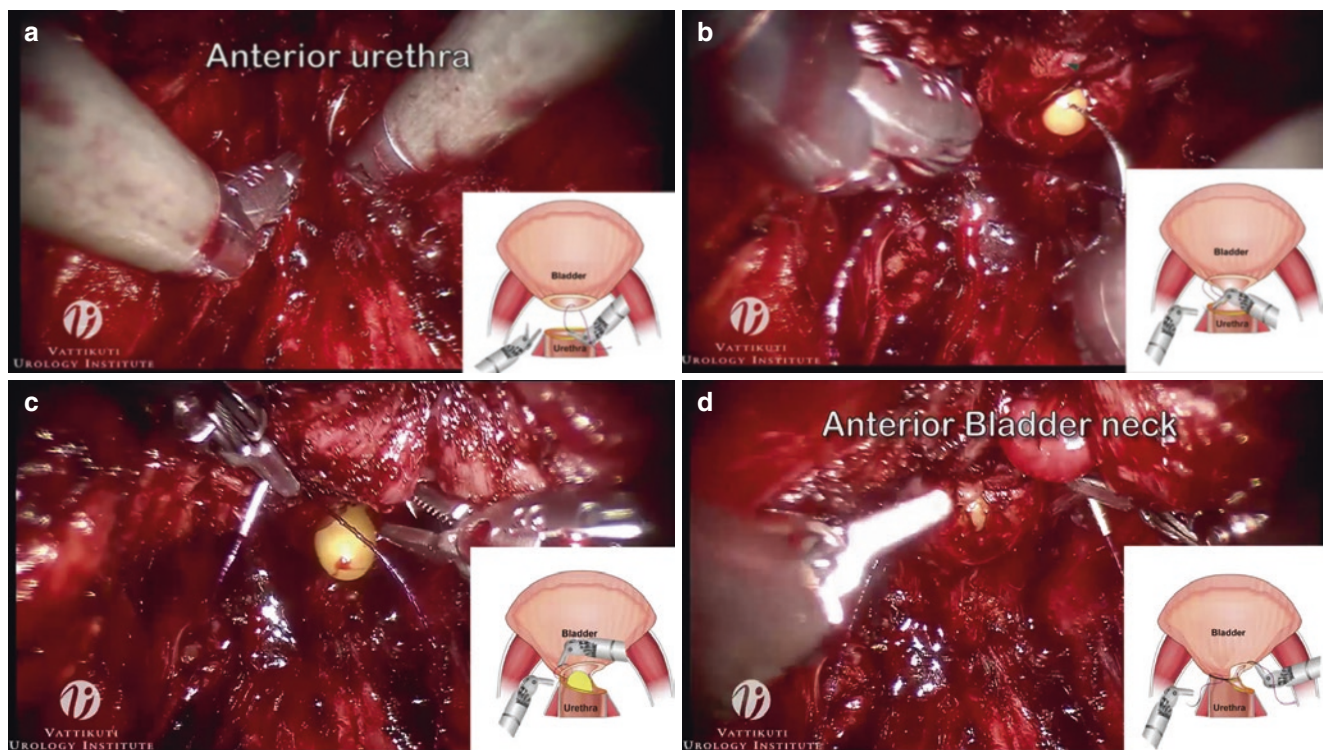 a
Anterior urethra
Bladder
Urethra
VATTIKUTI
UROLOGY INSTITUTE
b
Bladder
Urethra
VATTIKUTI
UROLOGY INSTITUTE
c
Bladder
Urethra
VATTIKUTI
UROLOGY INSTITUTE
d
Anterior Bladder neck
Bladder
Urethra
VATTIKUTI
UROLOGY INSTITUTE